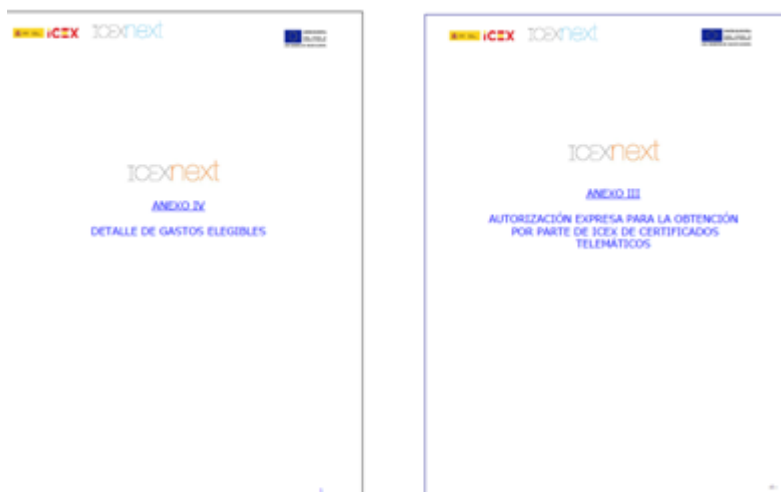 ICEX ICEXnext
ICEXnext
ANEXO IV
DETALLE DE GASTOS ELEGIBLES
ICEX ICEXnext
ICEXnext
ANEXO III
AUTORIZACIÓN EXPRESA PARA LA OBTENCIÓN
POR PARTE DE ICEX DE CERTIFICADOS
TELEMÁTICOS